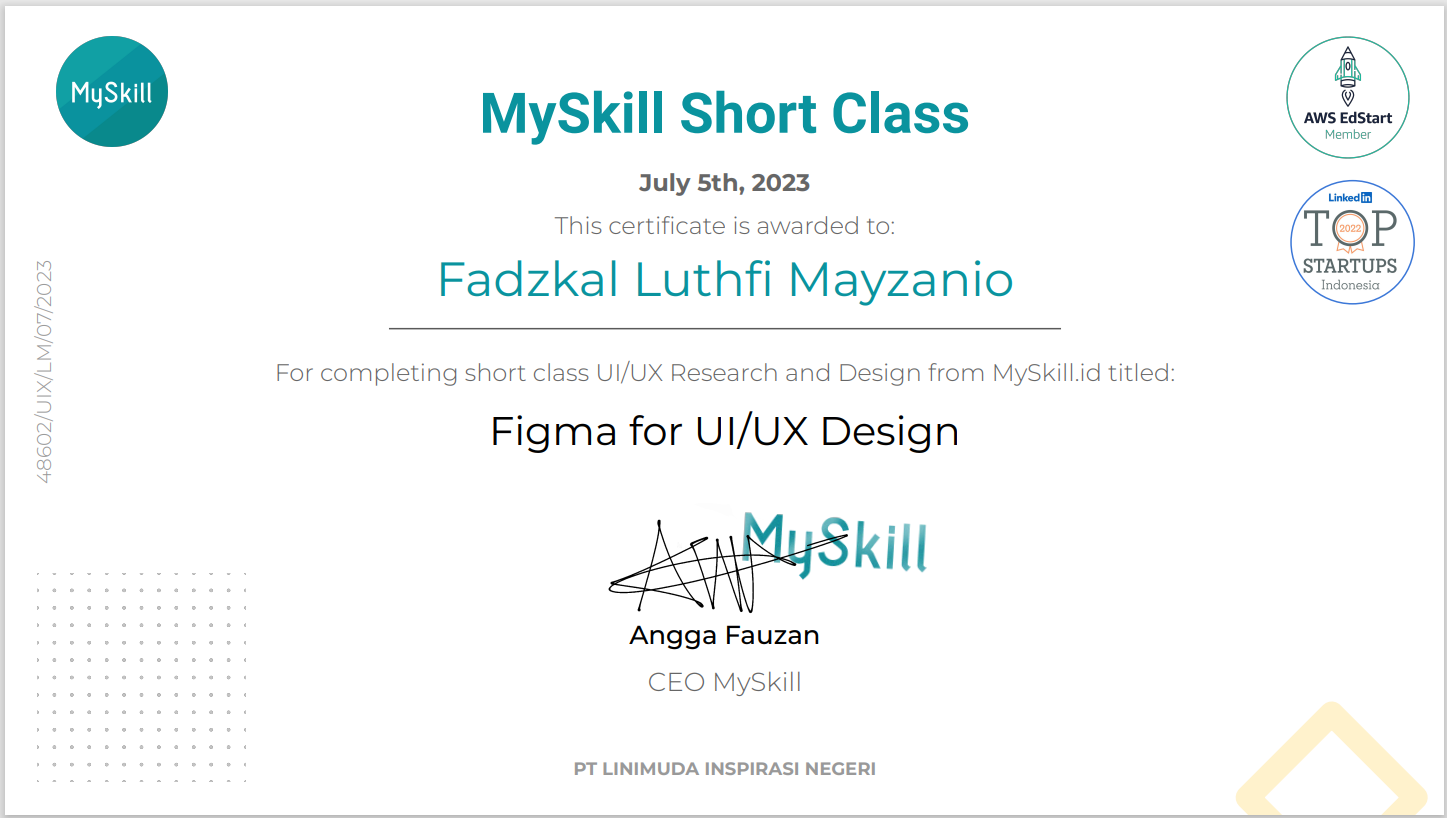 MySkill
MySkill Short Class
July 5th, 2023
This certificate is awarded to:
Fadzkal Luthfi Mayzanio
For completing short class UI/UX Research and Design from MySkill.id titled:
Figma for UI/UX Design
MySkill
Angga Fauzan
CEO MySkill
PT LINIMUDA INSPIRASI NEGERI
48602/UIX/LM/07/2023
AWS EdStart
Member
Linked in
TOP
2022
STARTUPS
Indonesia